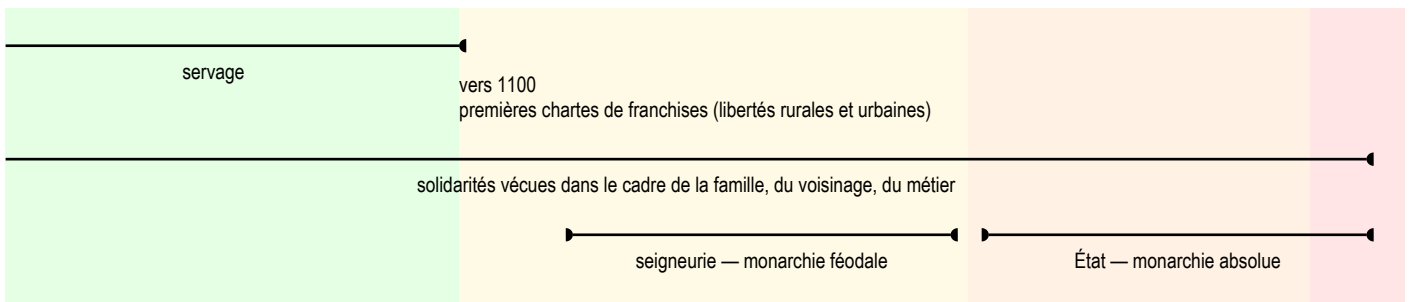 servage
vers 1100
premières chartes de franchises (libertés rurales et urbaines)
solidarités vécues dans le cadre de la famille, du voisinage, du métier
seigneurie — monarchie féodale
État — monarchie absolue